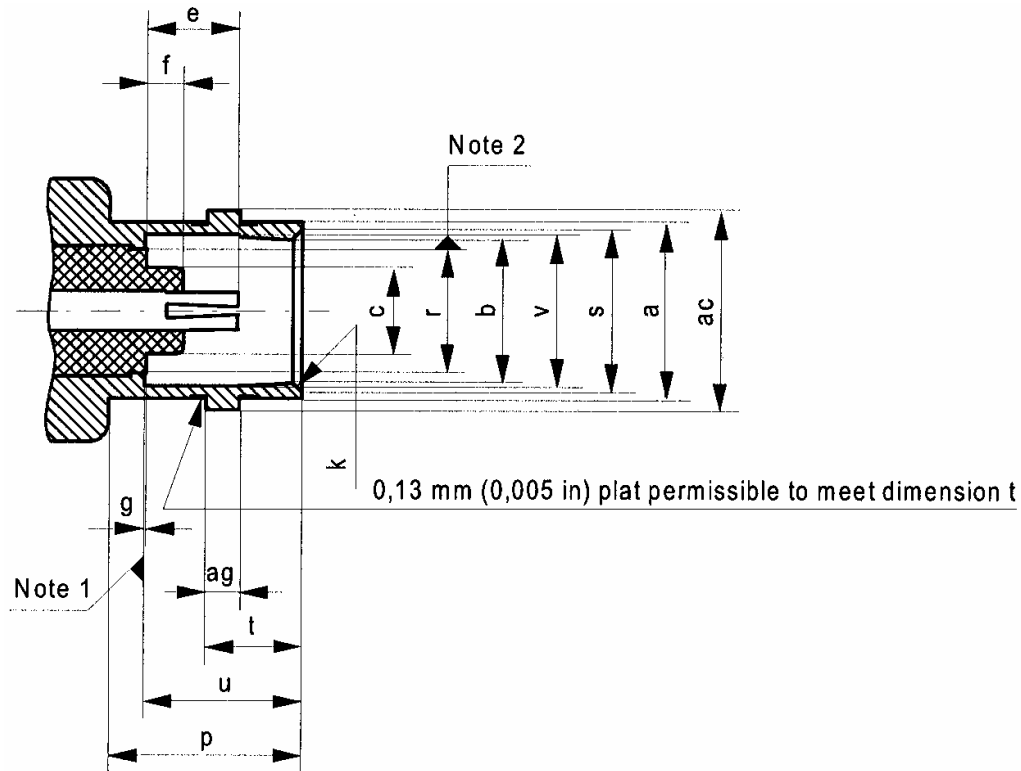 e
f
Note 2
c
r
b
v
s
a
ac
k
0,13 mm (0,005 in) plat permissible to meet dimension t
g
Note 1
ag
t
u
p